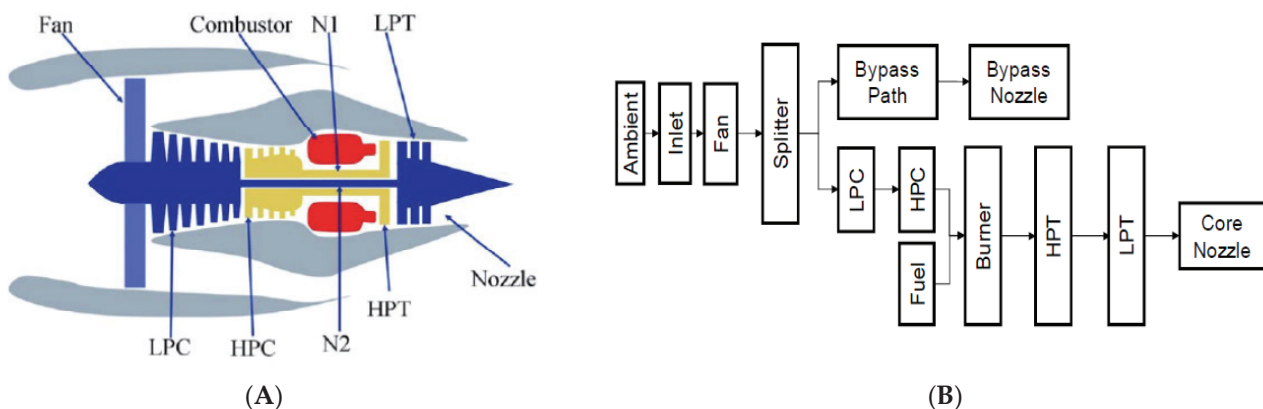 Fan
Combustor
N1
LPT
Nozzle
HPT
N2
HPC
LPC
(A)
Ambient
Inlet
Fan
Splitter
Bypass
Path
Bypass
Nozzle
LPC
HPC
Fuel
Burner
HPT
LPT
Core
Nozzle
(B)